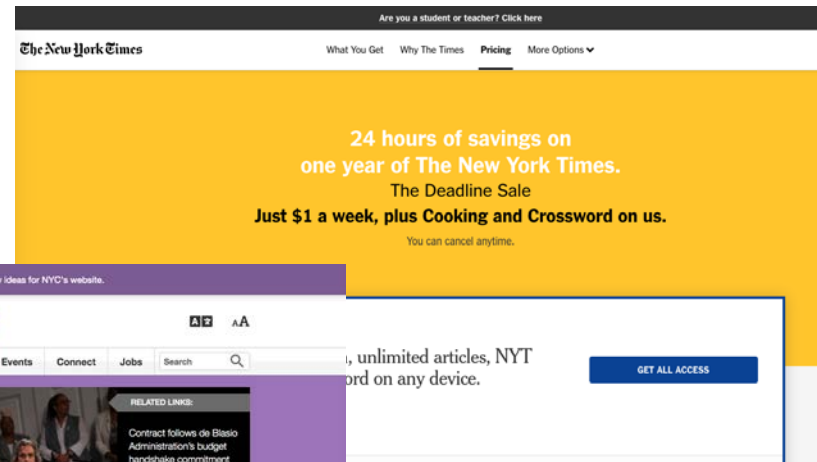 Are you a student or teacher? Click here
The New York Times
What You Get Why The Times Pricing More Options
24 hours of savings on
one year of The New York Times.
The Deadline Sale
Just $1 a week, plus Cooking and Crossword on us.
You can cancel anytime.
, unlimited articles, NYT
on any device.
GET ALL ACCESS
ideas for NYC's website.
Events Connect Jobs Search
RELATED LINKS:
Contract follows de Blasio
Administration's budget
handshake commitment